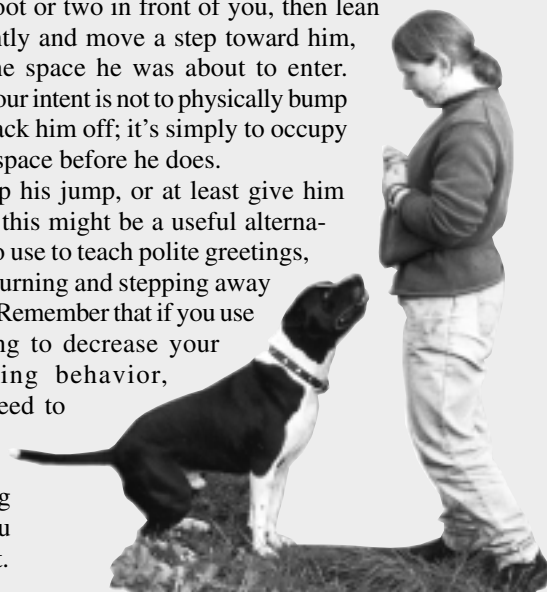 oot or two in front of you, then lean
ntly and move a step toward him,
ne space he was about to enter.
our intent is not to physically bump
ack him off; it's simply to occupy
space before he does.
p his jump, or at least give him
this might be a useful alterna-
o use to teach polite greetings,
urning and stepping away
Remember that if you use
ng to decrease your
ing behavior,
eed to
g
u
t.